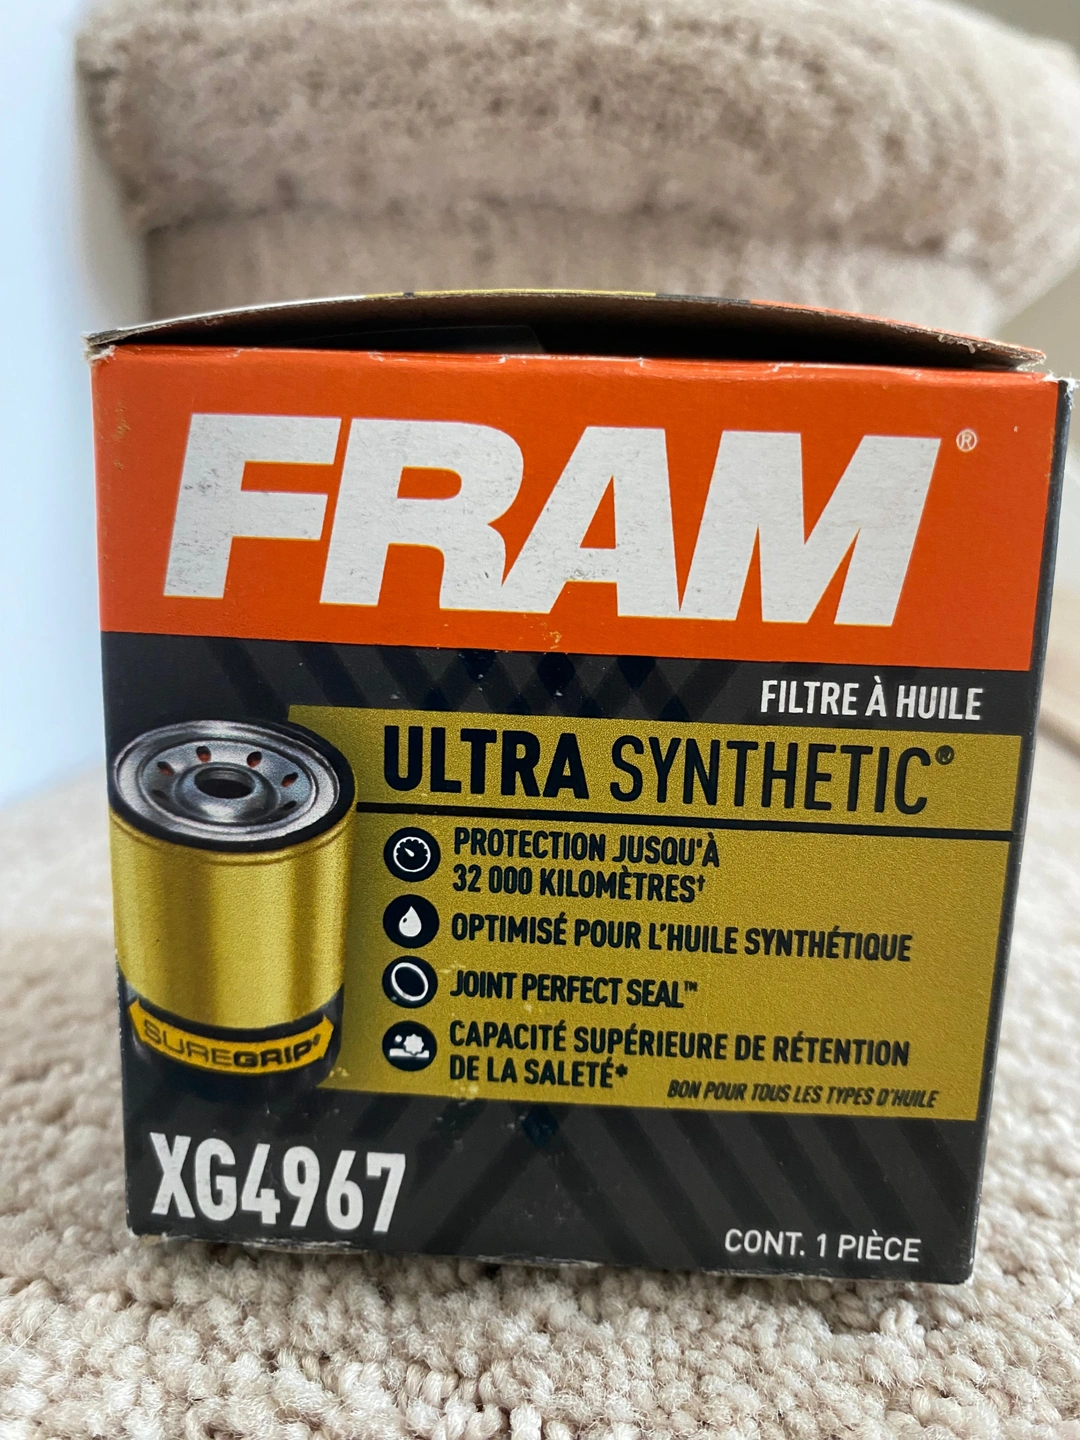 FRAM®
FILTRE À HUILE
ULTRA SYNTHETIC®
PROTECTION JUSQU'À
32 000 KILOMÈTRES†
OPTIMISÉ POUR L'HUILE SYNTHÉTIQUE
JOINT PERFECT SEAL™
CAPACITÉ SUPÉRIEURE DE RÉTENTION
DE LA SALETÉ*
BON POUR TOUS LES TYPES D'HUILE
SUREGRIP®
XG4967
CONT. 1 PIÈCE